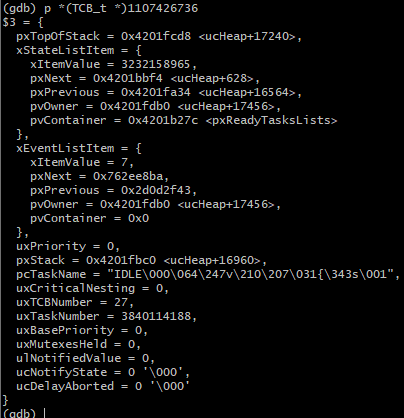 (gdb) p *(TCB_t *)1107426736
$3 = {
pxTopOfStack = 0x4201fcd8 <ucHeap+17240>,
xStateListItem = {
xItemValue = 3232158965,
pxNext = 0x4201bbf4 <ucHeap+628>,
pxPrevious = 0x4201fa34 <ucHeap+16564>,
pvOwner = 0x4201fdb0 <ucHeap+17456>,
pvContainer = 0x4201b27c <pxReadyTasksLists>
},
xEventListItem = {
xItemValue = 7,
pxNext = 0x762ee8ba,
pxPrevious = 0x2d0d2f43,
pvOwner = 0x4201fdb0 <ucHeap+17456>,
pvContainer = 0x0
},
uxPriority = 0,
pxStack = 0x4201fbc0 <ucHeap+16960>,
pcTaskName = "IDLE\000\064\247v\210\207\031{\343s\001",
uxCriticalNesting = 0,
uxTCBNumber = 27,
uxTaskNumber = 3840114188,
uxBasePriority = 0,
uxMutexesHeld = 0,
ulNotifiedValue = 0,
ucNotifyState = 0 '\000',
ucDelayAborted = 0 '\000'
}
(gdb)